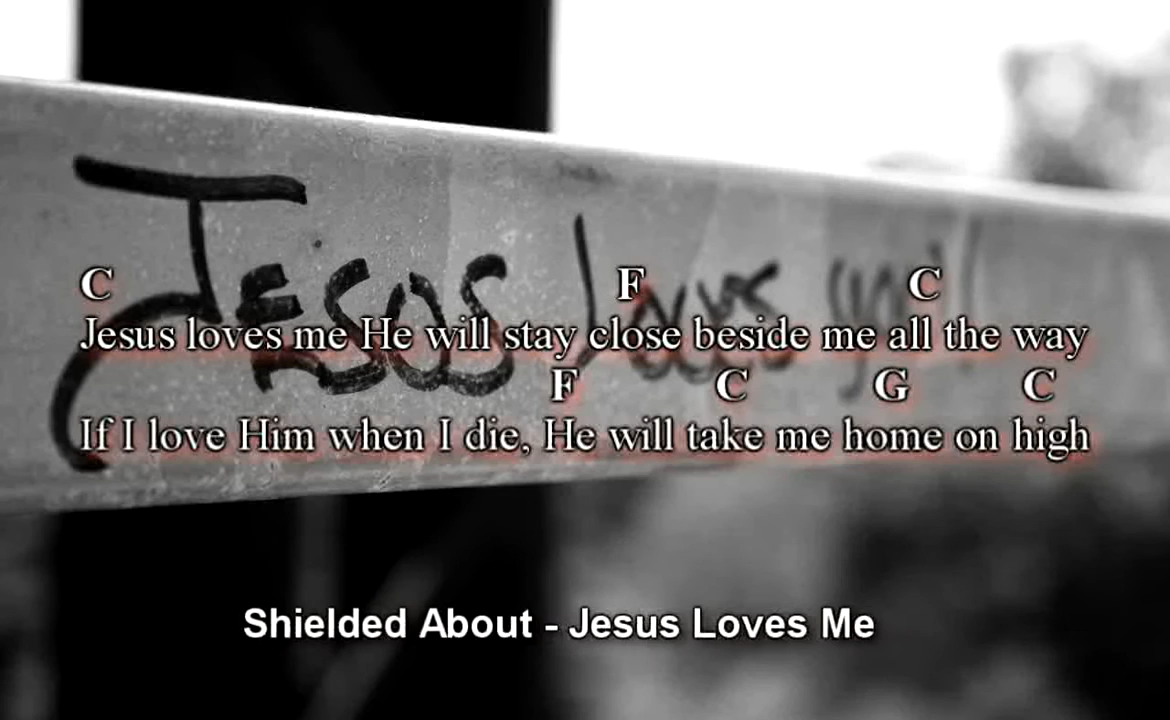 JESUS loves you!
C F C
Jesus loves me He will stay close beside me all the way
F C G C
If I love Him when I die, He will take me home on high
Shielded About - Jesus Loves Me